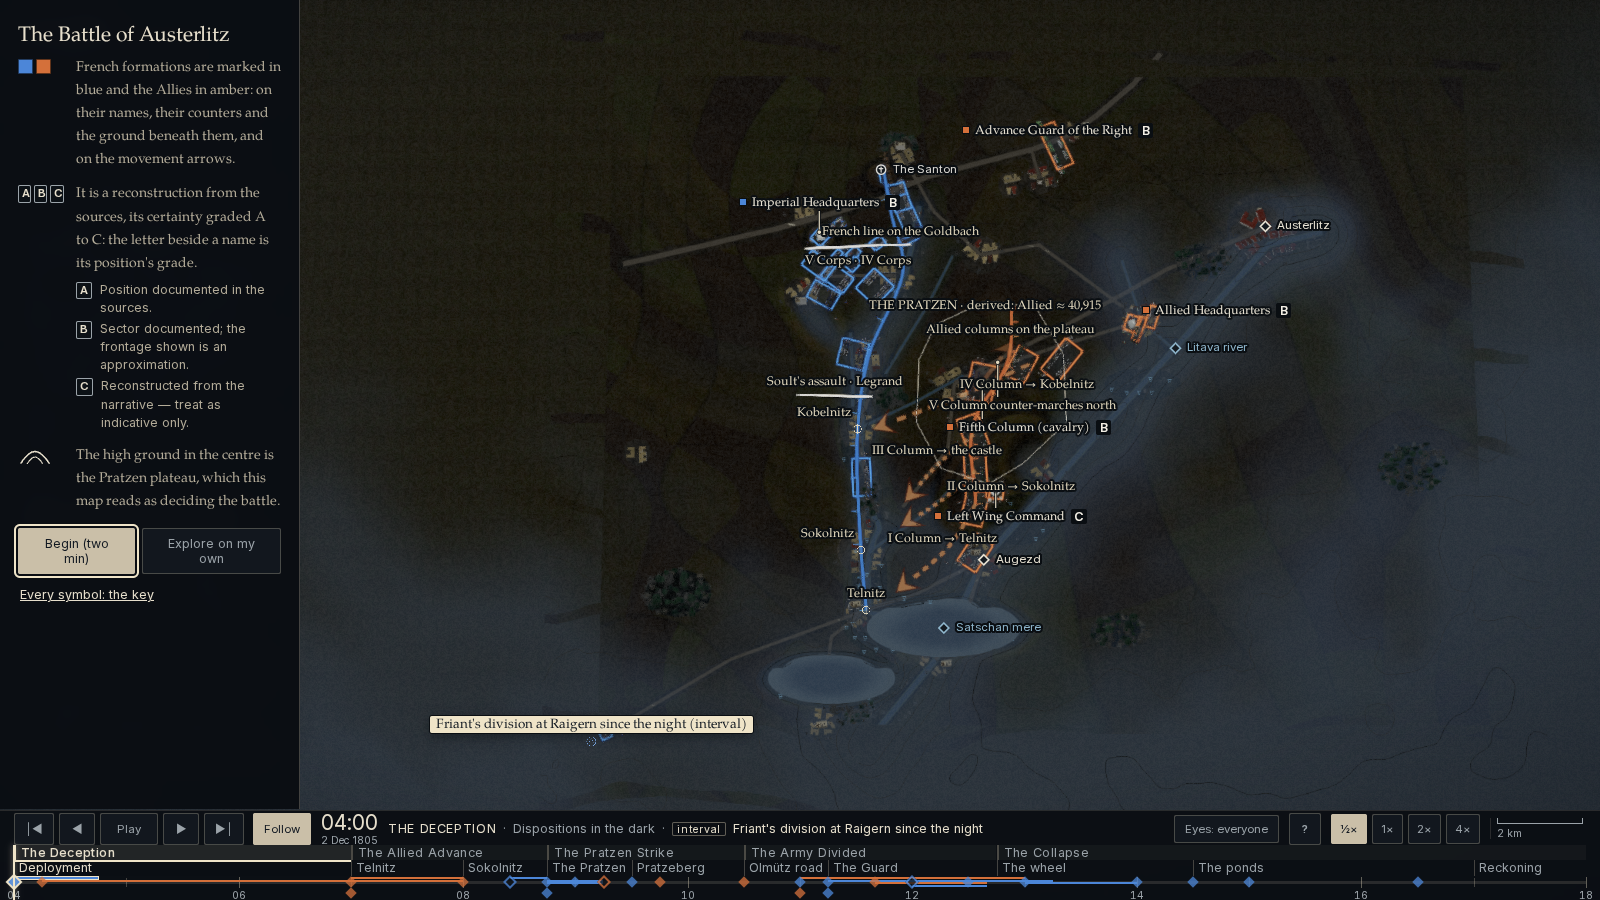 The Battle of Austerlitz
French formations are marked in
blue and the Allies in amber: on
their names, their counters and
the ground beneath them, and
on the movement arrows.
A B C
It is a reconstruction from the
sources, its certainty graded A
to C: the letter beside a name is
its position's grade.
A Position documented in the
sources.
B Sector documented; the
frontage shown is an
approximation.
C Reconstructed from the
narrative — treat as
indicative only.
The high ground in the centre is
the Pratzen plateau, which this
map reads as deciding the battle.
Begin (two
min)
Explore on my
own
Every symbol: the key
Advance Guard of the Right B
The Santon
Imperial Headquarters B
Austerlitz
French line on the Goldbach
V Corps · IV Corps
THE PRATZEN · derived: Allied ≈ 40,915
Allied Headquarters B
Allied columns on the plateau
Litava river
Soult's assault · Legrand
IV Column → Kobelnitz
Kobelnitz
V Column counter-marches north
Fifth Column (cavalry) B
III Column → the castle
II Column → Sokolnitz
Left Wing Command C
Sokolnitz
I Column → Telnitz
Augezd
Telnitz
Satschan mere
Friant's division at Raigern since the night (interval)
Play
Follow
04:00
2 Dec 1805
THE DECEPTION · Dispositions in the dark · interval Friant's division at Raigern since the night
Eyes: everyone
?
½×
1×
2×
4×
2 km
The Deception
The Allied Advance
The Pratzen Strike
The Army Divided
The Collapse
Deployment
Telnitz
Sokolnitz
The Pratzen
Pratzeberg
Olmütz road
The Guard
The wheel
The ponds
Reckoning
04
06
08
10
12
14
16
18